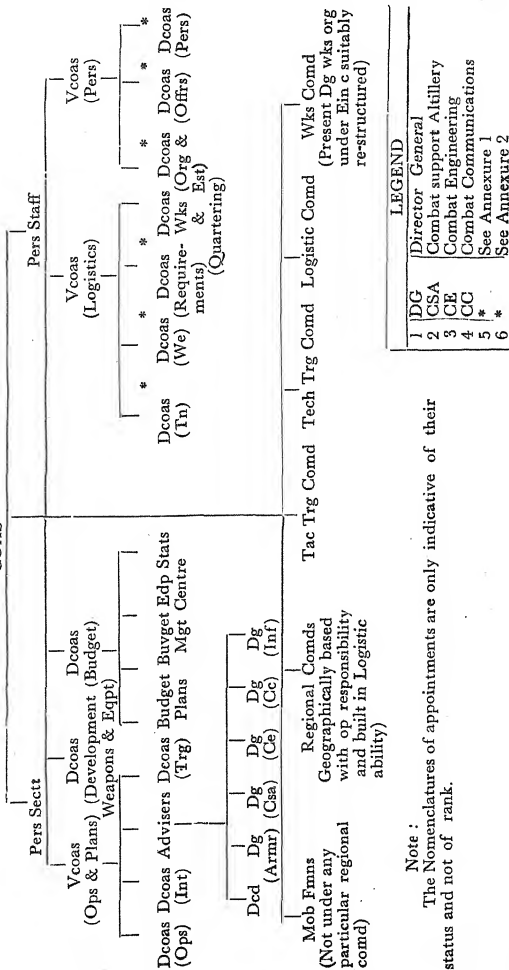 Pers Sectt
Pers Staff
Vcoas
(Ops & Plans)
Dcoas
(Development
Weapons & Eqpt)
Dcoas
(Budget)
Vcoas
(Logistics)
Vcoas
(Pers)
Dcoas
(Ops)
Dcoas
(Int)
Advisers
Dcoas
(Trg)
Budget
Plans
Buvget
Mgt
Edp Stats
Centre
*
Dcoas
(Tn)
*
Dcoas
(We)
*
Dcoas
(Require-
ments)
*
Dcoas
Wks
&
(Quartering)
*
Dcoas
(Org &
Est)
*
Dcoas
(Offrs)
*
Dcoas
(Pers)
Dcd
Dg
(Armr)
Dg
(Csa)
Dg
(Ce)
Dg
(Cc)
Dg
(Inf)
Mob Fmns
(Not under any
particular regional
comd)
Regional Comds
Geographically based
with op responsibility
and built in Logistic
ability)
Tac Trg Comd
Tech Trg Comd
Logistic Comd
Wks Comd
(Present Dg wks org
under Ein c suitably
re-structured)
LEGEND
1 DG Director General
2 CSA Combat support Altillery
3 CE Combat Engineering
4 CC Combat Communications
5 * See Annexure 1
6 * See Annexure 2
Note :
The Nomenclatures of appointments are only indicative of their
status and not of rank.